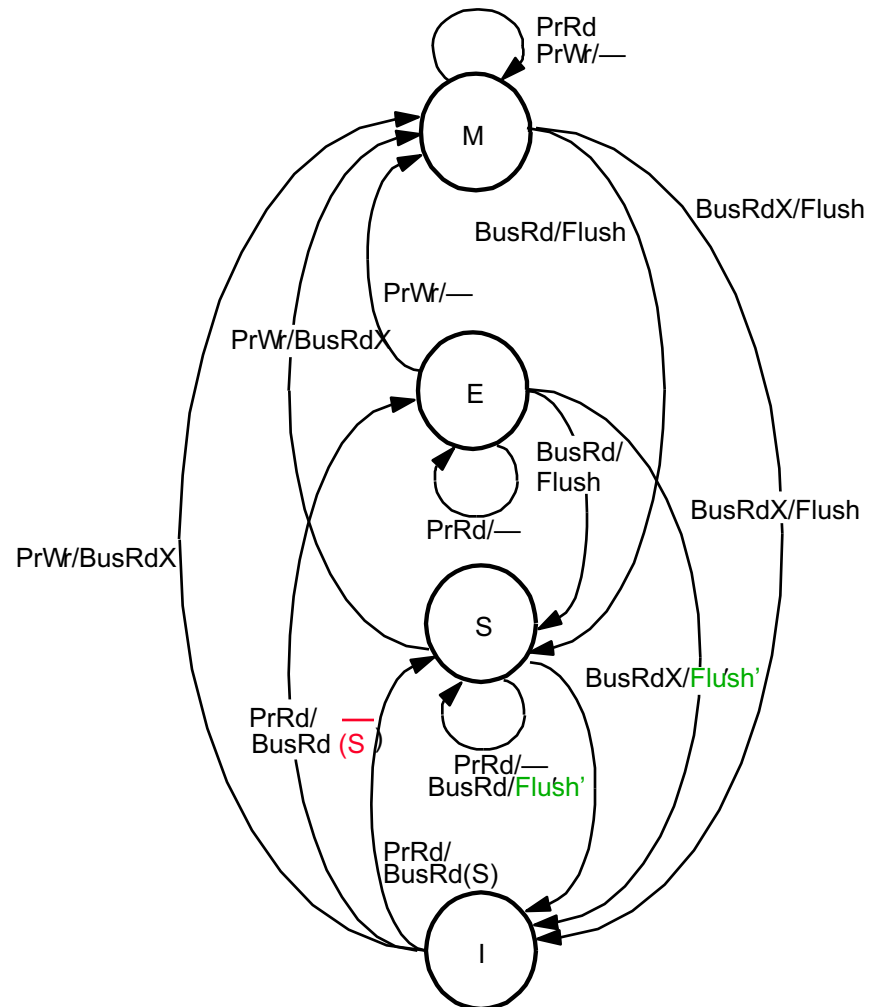 PrRd
PrWr/—
M
BusRdX/Flush
BusRd/Flush
PrWr/—
PrWr/BusRdX
E
BusRd/
Flush
BusRdX/Flush
PrRd/—
PrWr/BusRdX
S
BusRdX/Flush’
PrRd/
BusRd (S)
PrRd/—
BusRd/Flush’
PrRd/
BusRd(S)
I